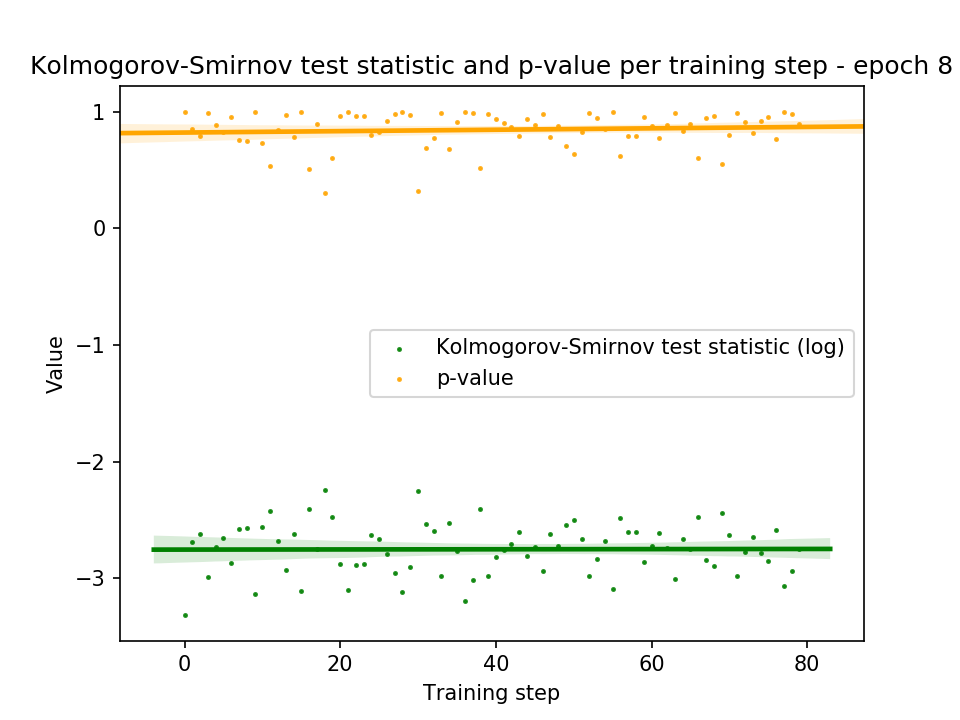 Kolmogorov-Smirnov test statistic and p-value per training step - epoch 8
1
0
−1
−2
−3
Value
Kolmogorov-Smirnov test statistic (log)
p-value
0 20 40 60 80
Training step